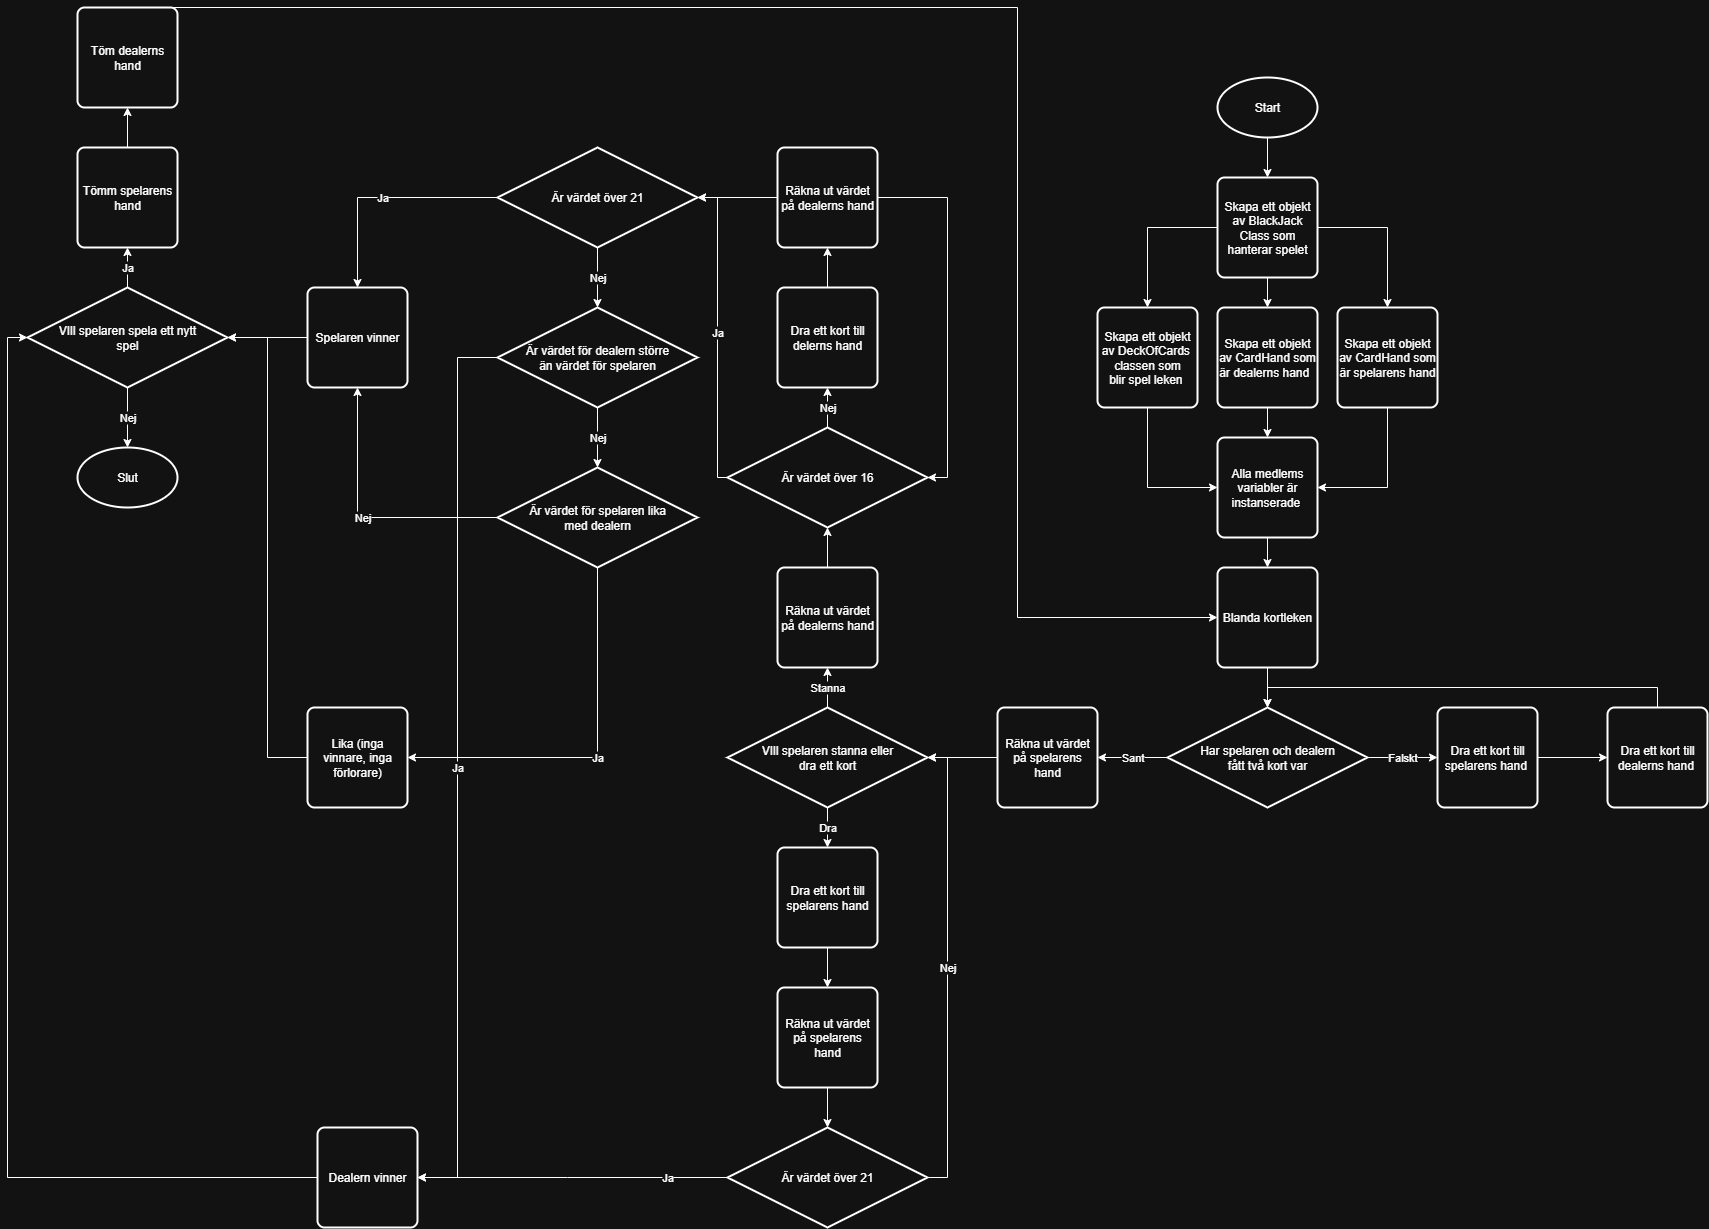 Töm dealerns
hand
Start
Tömm spelarens
hand
Är värdet över 21
Räkna ut värdet
på dealerns hand
Skapa ett objekt
av BlackJack
Class som
hanterar spelet
Ja
Ja
Nej
VIll spelaren spela ett nytt
spel
Spelaren vinner
Är värdet för dealern större
än värdet för spelaren
Ja
Dra ett kort till
delerns hand
Skapa ett objekt
av DeckOfCards
classen som
blir spel leken
Skapa ett objekt
av CardHand som
är dealerns hand
Skapa ett objekt
av CardHand som
är spelarens hand
Nej
Nej
Nej
Slut
Är värdet över 16
Alla medlems
variabler är
instanserade
Nej
Är värdet för spelaren lika
med dealern
Räkna ut värdet
på dealerns hand
Blanda kortleken
Stanna
Lika (inga
vinnare, inga
förlorare)
Ja
Ja
VIll spelaren stanna eller
dra ett kort
Räkna ut värdet
på spelarens
hand
Sant
Har spelaren och dealern
fått två kort var
Falskt
Dra ett kort till
spelarens hand
Dra ett kort till
dealerns hand
Dra
Dra ett kort till
spelarens hand
Nej
Räkna ut värdet
på spelarens
hand
Dealern vinner
Ja
Är värdet över 21